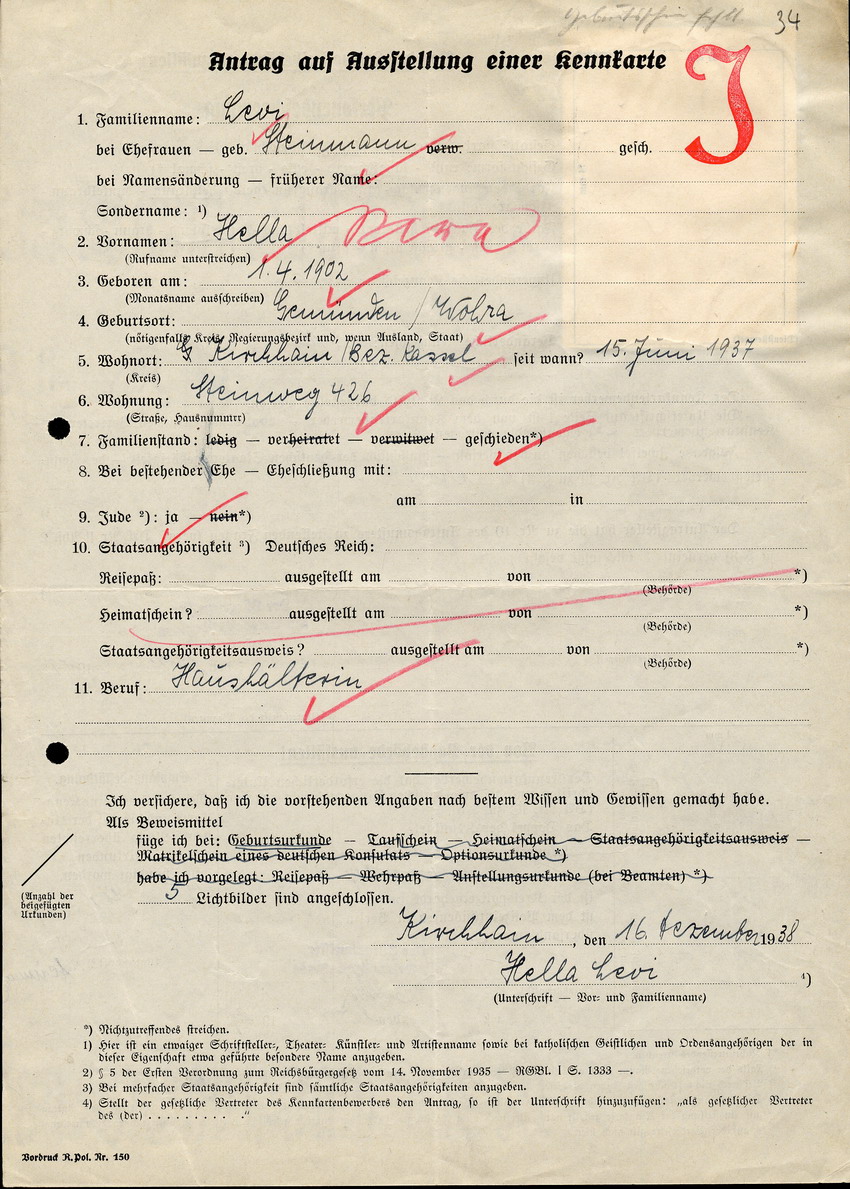 Geburtsschein fehlt. 34
Antrag auf Ausstellung einer Kennkarte
J
1. Familienname: Levi
bei Ehefrauen — geb. Steinmann verw. gesch.
bei Namensänderung — früherer Name:
Sondername: ¹)
2. Vornamen: Hella Sara
(Rufname unterstreichen)
3. Geboren am: 1.4.1902
(Monatsname ausschreiben)
4. Geburtsort: Gemünden / Wohra
(nötigenfalls Kreis, Regierungsbezirk und, wenn Ausland, Staat)
5. Wohnort: Kirchhain / Bez. Kassel seit wann? 15. Juni 1937
(Kreis)
6. Wohnung: Steinweg 426
(Straße, Hausnummer)
7. Familienstand: ledig — verheiratet — verwitwet — geschieden*)
8. Bei bestehender Ehe — Eheschließung mit:
am in
9. Jude ²): ja — nein*)
10. Staatsangehörigkeit ³) Deutsches Reich:
Reisepaß: ausgestellt am von *)
(Behörde)
Heimatschein? ausgestellt am von *)
(Behörde)
Staatsangehörigkeitsausweis? ausgestellt am von *)
(Behörde)
11. Beruf: Haushälterin
Ich versichere, daß ich die vorstehenden Angaben nach bestem Wissen und Gewissen gemacht habe.
Als Beweismittel
füge ich bei: Geburtsurkunde — Taufschein — Heimatschein — Staatsangehörigkeitsausweis —
Matrikelschein eines deutschen Konsulats — Optionsurkunde *)
habe ich vorgelegt: Reisepaß — Wehrpaß — Anstellungsurkunde (bei Beamten) *)
5 Lichtbilder sind angeschlossen.
(Anzahl der
beigefügten
Urkunden)
Kirchhain, den 16. Dezember 1938
Hella Levi ⁴)
(Unterschrift — Vor- und Familienname)
*) Nichtzutreffendes streichen.
1) Hier ist ein etwaiger Schriftsteller-, Theater- Künstler- und Artistenname sowie bei katholischen Geistlichen und Ordensangehörigen der in
dieser Eigenschaft etwa geführte besondere Name anzugeben.
2) § 5 der Ersten Verordnung zum Reichsbürgergesetz vom 14. November 1935 — RGBl. I S. 1333 —.
3) Bei mehrfacher Staatsangehörigkeit sind sämtliche Staatsangehörigkeiten anzugeben.
4) Stellt der gesetzliche Vertreter des Kennkartenbewerbers den Antrag, so ist der Unterschrift hinzuzufügen: „als gesetzlicher Vertreter
des (der) . . . . . . . . . ."
Vordruck R.Pol. Nr. 150